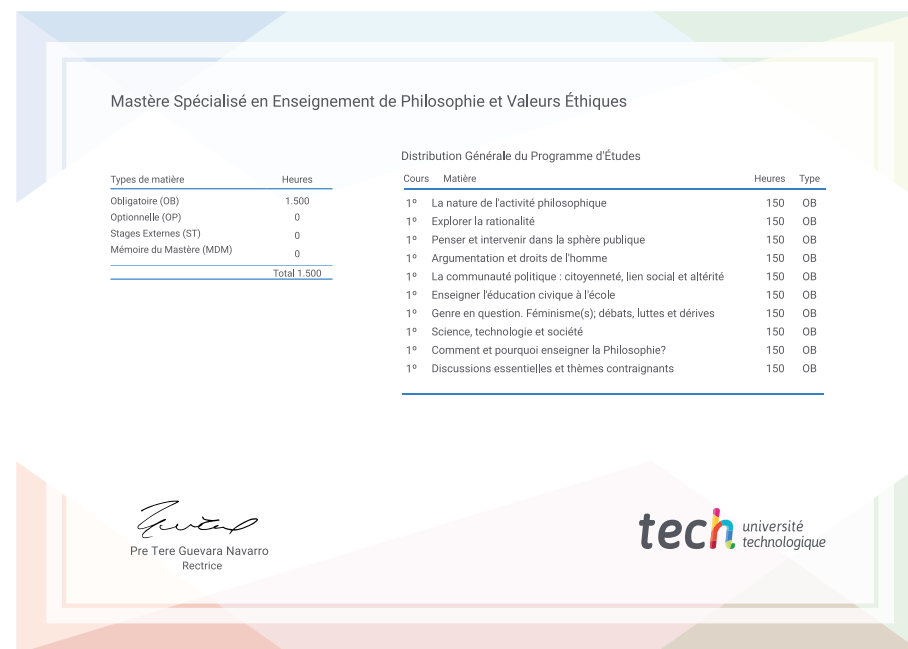 Mastère Spécialisé en Enseignement de Philosophie et Valeurs Éthiques
Types de matière Heures
Obligatoire (OB) 1.500
Optionnelle (OP) 0
Stages Externes (ST) 0
Mémoire du Mastère (MDM) 0
Total 1.500
Distribution Générale du Programme d'Études
Cours Matière Heures Type
1º La nature de l'activité philosophique 150 OB
1º Explorer la rationalité 150 OB
1º Penser et intervenir dans la sphère publique 150 OB
1º Argumentation et droits de l'homme 150 OB
1º La communauté politique : citoyenneté, lien social et altérité 150 OB
1º Enseigner l'éducation civique à l'école 150 OB
1º Genre en question. Féminisme(s); débats, luttes et dérives 150 OB
1º Science, technologie et société 150 OB
1º Comment et pourquoi enseigner la Philosophie? 150 OB
1º Discussions essentielles et thèmes contraignants 150 OB
Pre Tere Guevara Navarro
Rectrice
tech université
technologique